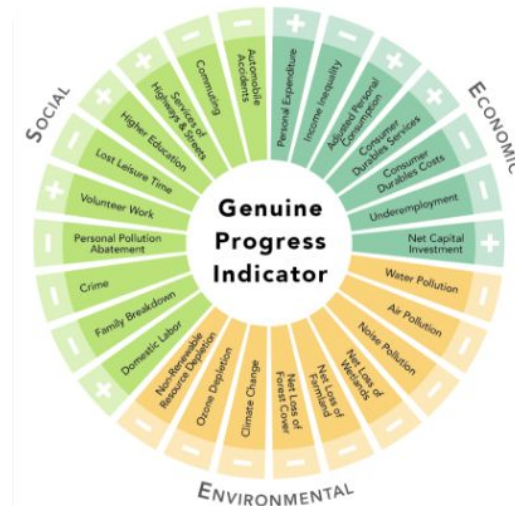 Genuine
Progress
Indicator
SOCIAL
ECONOMIC
ENVIRONMENTAL
+
Personal Expenditure
−
Income Inequality
+
Adjusted Personal
Consumption
+
Consumer
Durables Services
−
Consumer
Durables Costs
−
Underemployment
+
Net Capital
Investment
−
Water Pollution
−
Air Pollution
−
Noise Pollution
−
Net Loss of
Wetlands
−
Net Loss of
Farmland
−
Net Loss of
Forest Cover
−
Climate Change
−
Ozone Depletion
−
Non-Renewable
Resource Depletion
+
Domestic Labor
−
Family Breakdown
−
Crime
−
Personal Pollution
Abatement
+
Volunteer Work
−
Lost Leisure Time
+
Higher Education
+
Services of
Highways & Streets
−
Commuting
−
Automobile
Accidents